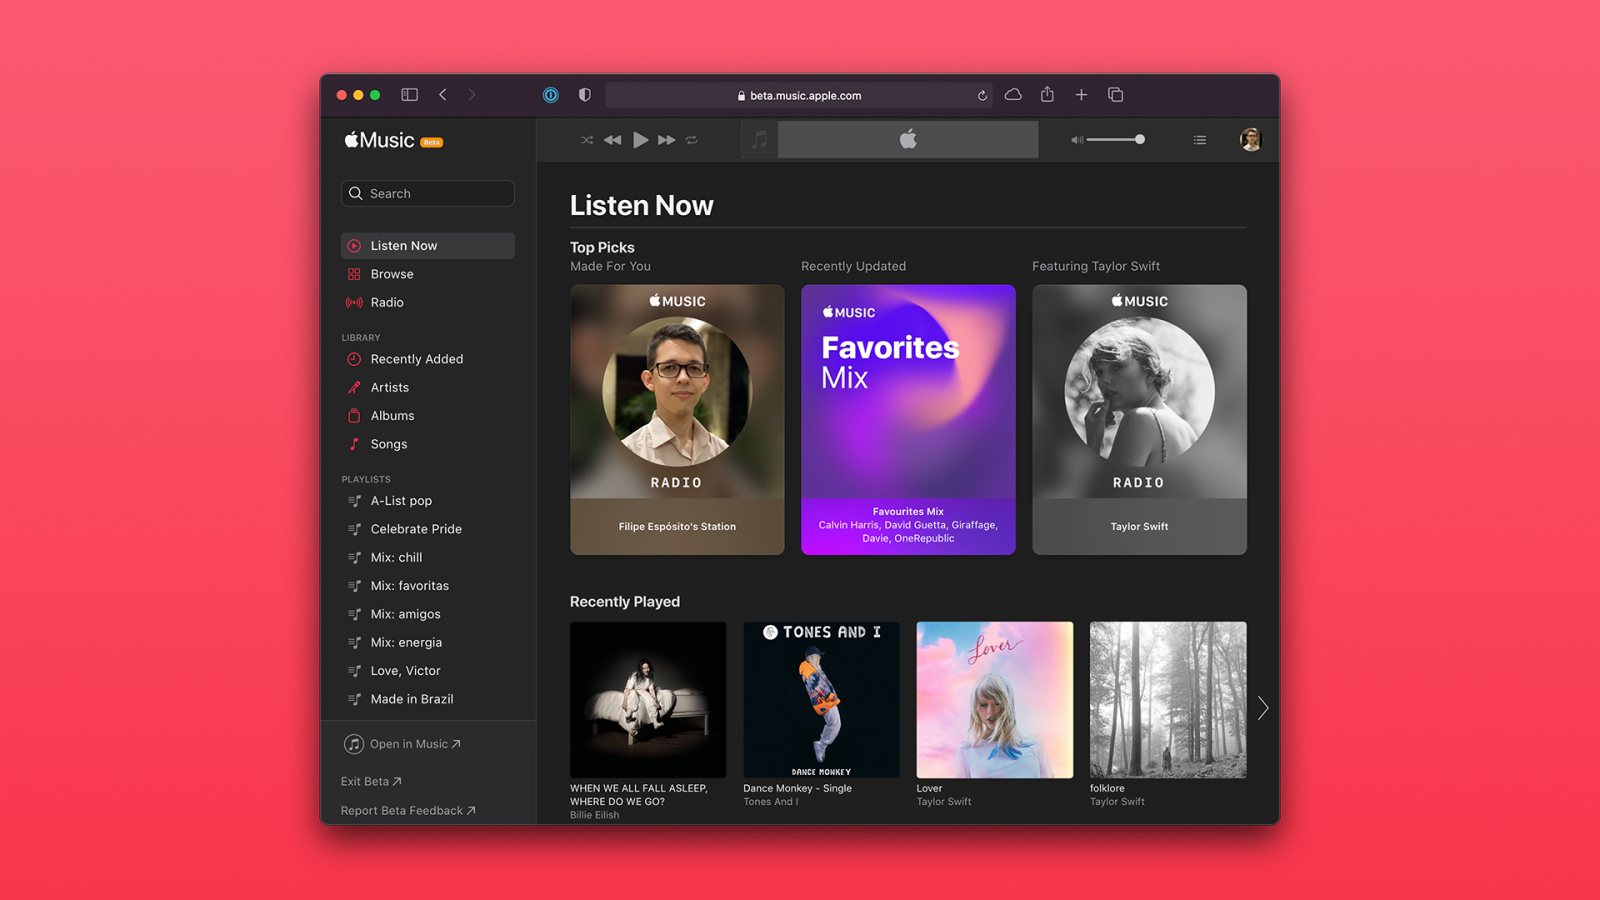 beta.music.apple.com
Music Beta
Search
Listen Now
Browse
Radio
LIBRARY
Recently Added
Artists
Albums
Songs
PLAYLISTS
A-List pop
Celebrate Pride
Mix: chill
Mix: favoritas
Mix: amigos
Mix: energia
Love, Victor
Made in Brazil
Open in Music
Exit Beta
Report Beta Feedback
Listen Now
Top Picks
Made For You
MUSIC
RADIO
Filipe Espósito's Station
Recently Updated
MUSIC
Favorites
Mix
Favourites Mix
Calvin Harris, David Guetta, Giraffage,
Davie, OneRepublic
Featuring Taylor Swift
MUSIC
RADIO
Taylor Swift
Recently Played
WHEN WE ALL FALL ASLEEP,
WHERE DO WE GO?
Billie Eilish
TONES AND I
DANCE MONKEY
Dance Monkey - Single
Tones And I
Lover
Lover
Taylor Swift
folklore
Taylor Swift